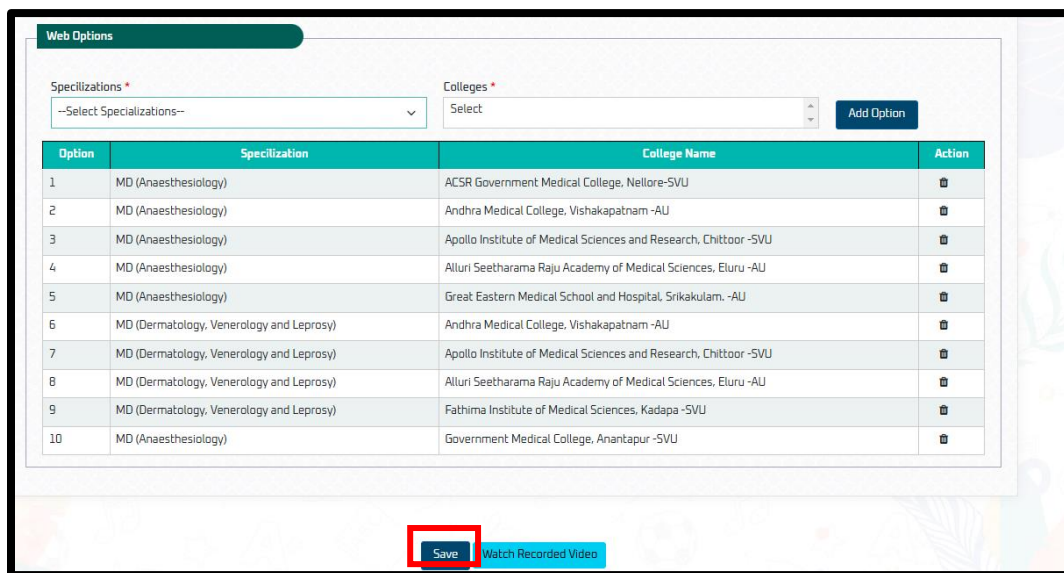 Web Options
Specilizations * Colleges *
--Select Specializations-- Select Add Option
Option Specilization College Name Action
1 MD (Anaesthesiology) ACSR Government Medical College, Nellore-SVU
2 MD (Anaesthesiology) Andhra Medical College, Vishakapatnam -AU
3 MD (Anaesthesiology) Apollo Institute of Medical Sciences and Research, Chittoor -SVU
4 MD (Anaesthesiology) Alluri Seetharama Raju Academy of Medical Sciences, Eluru -AU
5 MD (Anaesthesiology) Great Eastern Medical School and Hospital, Srikakulam. -AU
6 MD (Dermatology, Venerology and Leprosy) Andhra Medical College, Vishakapatnam -AU
7 MD (Dermatology, Venerology and Leprosy) Apollo Institute of Medical Sciences and Research, Chittoor -SVU
8 MD (Dermatology, Venerology and Leprosy) Alluri Seetharama Raju Academy of Medical Sciences, Eluru -AU
9 MD (Dermatology, Venerology and Leprosy) Fathima Institute of Medical Sciences, Kadapa -SVU
10 MD (Anaesthesiology) Government Medical College, Anantapur -SVU
Save Watch Recorded Video